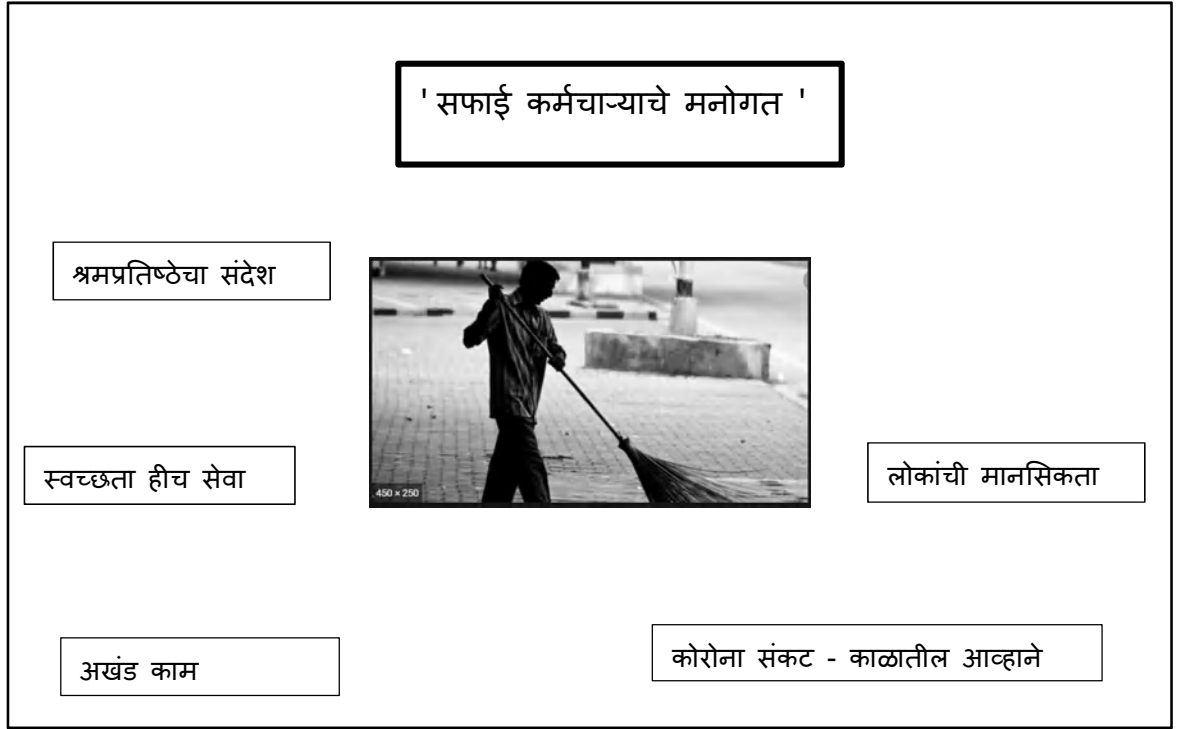 ' सफाई कर्मचाऱ्याचे मनोगत '
श्रमप्रतिष्ठेचा संदेश
स्वच्छता हीच सेवा
लोकांची मानसिकता
अखंड काम
कोरोना संकट - काळातील आव्हाने
450 × 250